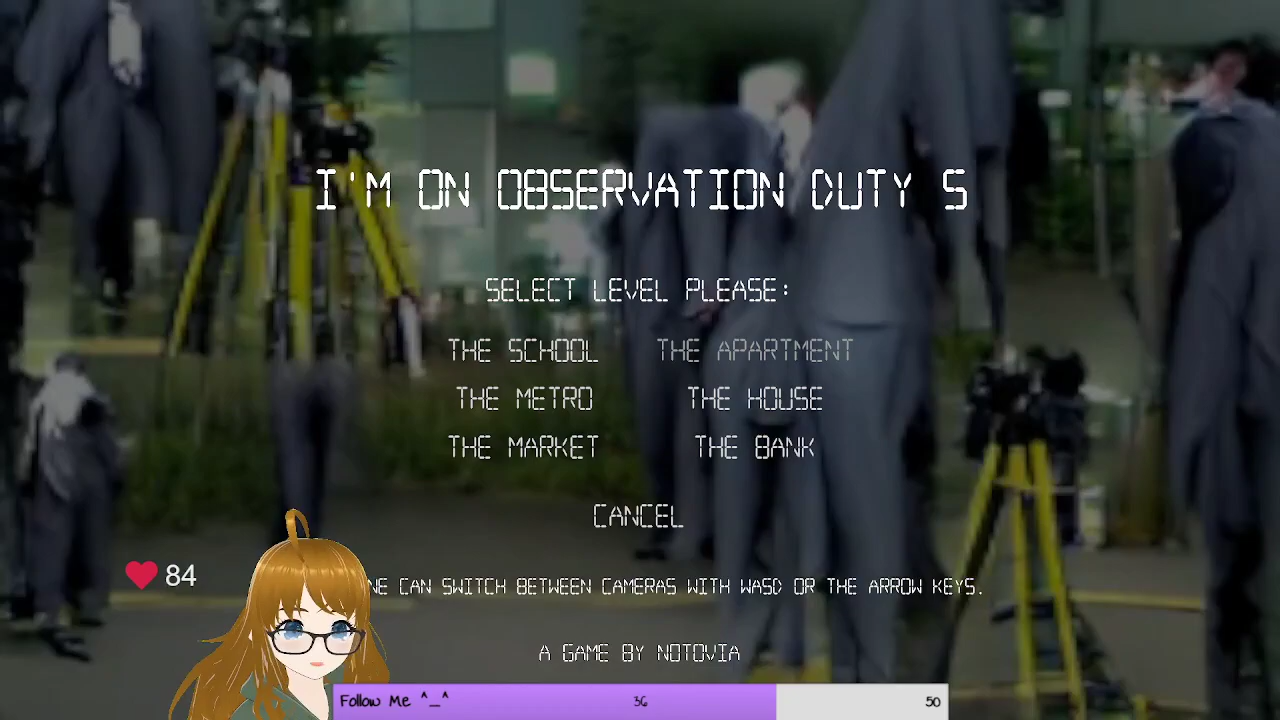 I'M ON OBSERVATION DUTY 5
SELECT LEVEL PLEASE:
THE SCHOOL THE APARTMENT
THE METRO THE HOUSE
THE MARKET THE BANK
CANCEL
84
NE CAN SWITCH BETWEEN CAMERAS WITH WASD OR THE ARROW KEYS.
A GAME BY NOTOVIA
Follow Me ^_^ 36 50